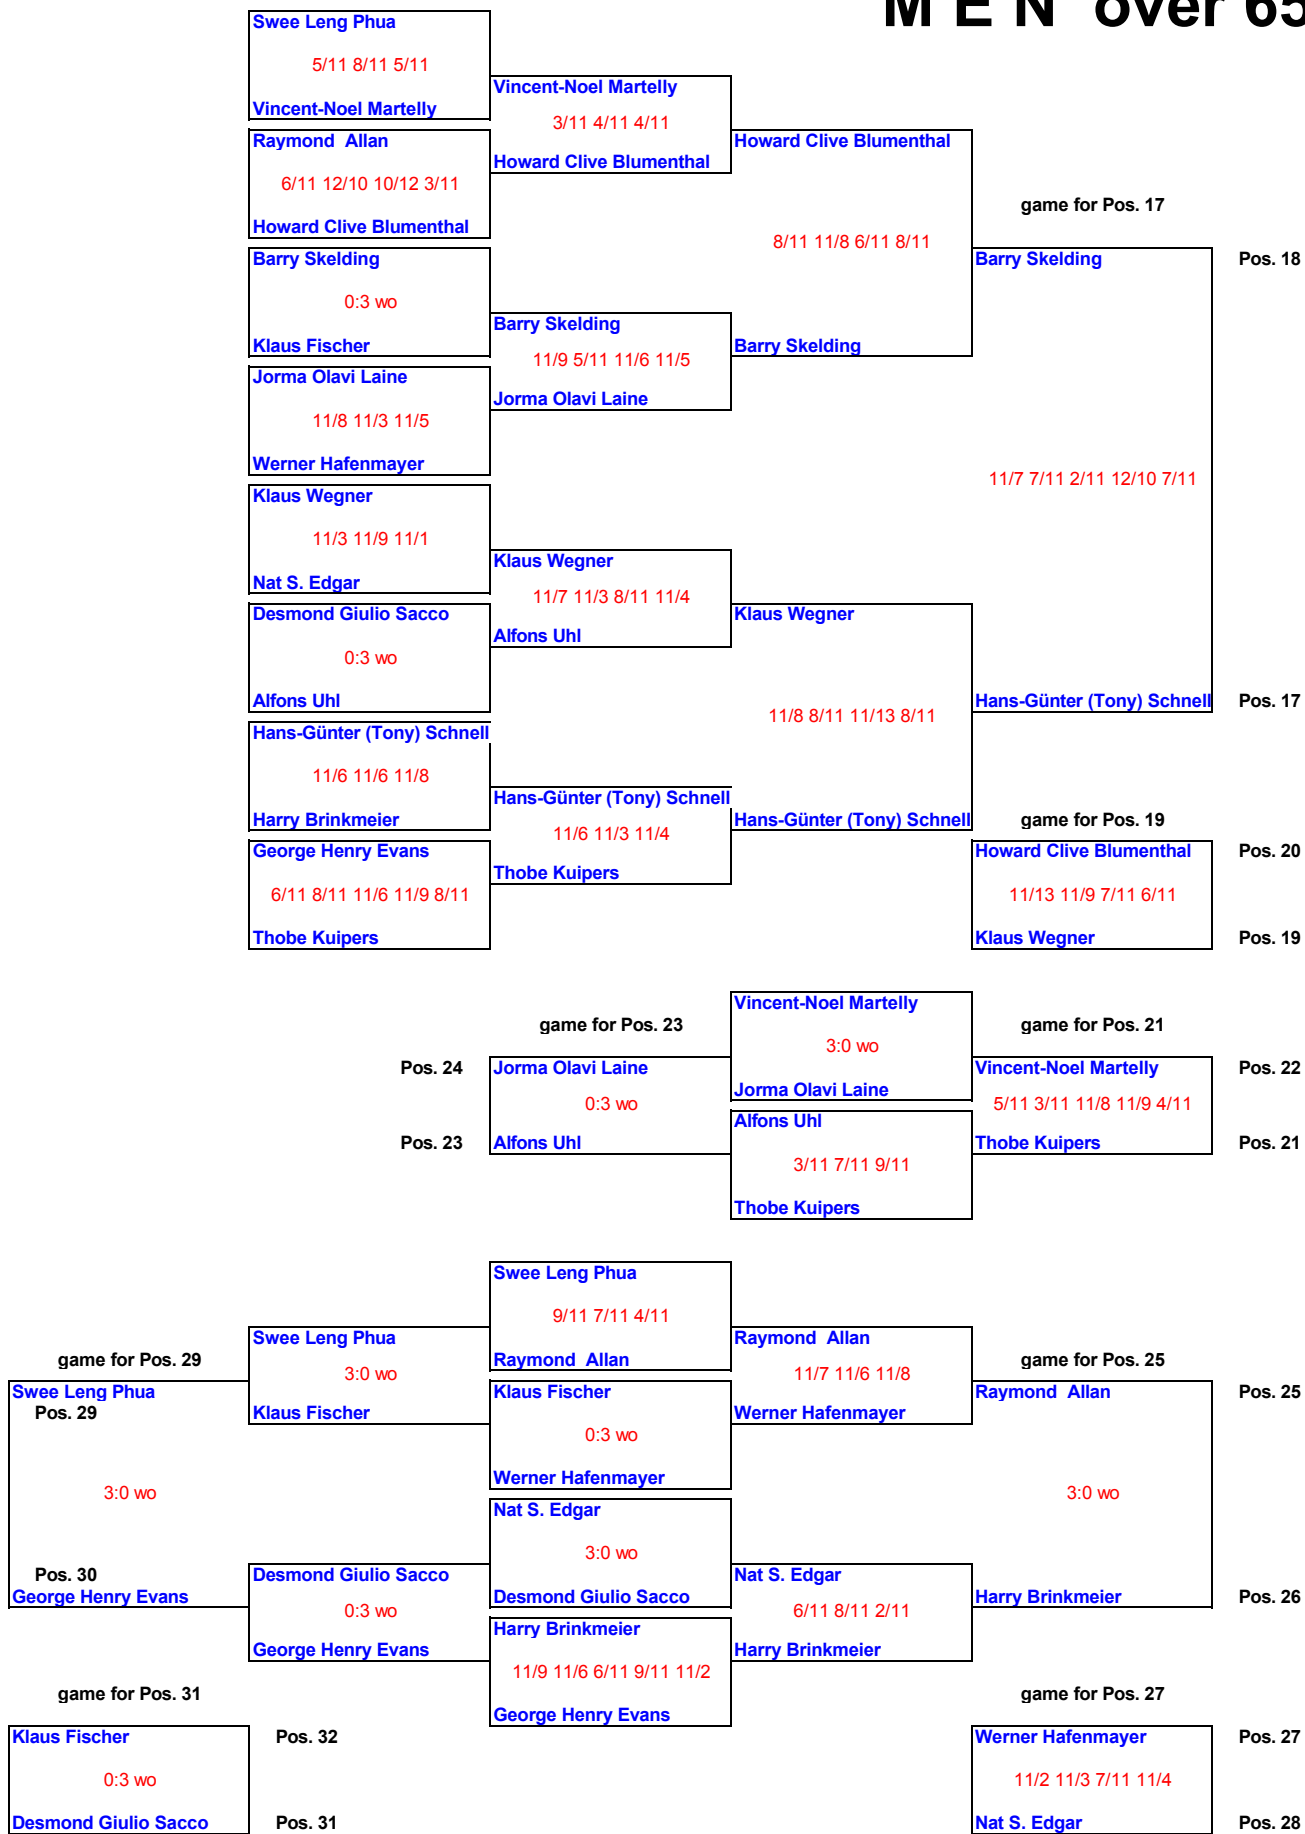 M E N over 65
Swee Leng Phua
5/11 8/11 5/11
Vincent-Noel Martelly
Raymond Allan
6/11 12/10 10/12 3/11
Howard Clive Blumenthal
Barry Skelding
0:3 wo
Klaus Fischer
Jorma Olavi Laine
11/8 11/3 11/5
Werner Hafenmayer
Klaus Wegner
11/3 11/9 11/1
Nat S. Edgar
Desmond Giulio Sacco
0:3 wo
Alfons Uhl
Hans-Günter (Tony) Schnell
11/6 11/6 11/8
Harry Brinkmeier
George Henry Evans
6/11 8/11 11/6 11/9 8/11
Thobe Kuipers
Vincent-Noel Martelly
3/11 4/11 4/11
Howard Clive Blumenthal
Barry Skelding
11/9 5/11 11/6 11/5
Jorma Olavi Laine
Klaus Wegner
11/7 11/3 8/11 11/4
Alfons Uhl
Hans-Günter (Tony) Schnell
11/6 11/3 11/4
Thobe Kuipers
Howard Clive Blumenthal
8/11 11/8 6/11 8/11
Barry Skelding
Klaus Wegner
11/8 8/11 11/13 8/11
Hans-Günter (Tony) Schnell
game for Pos. 17
Barry Skelding Pos. 18
11/7 7/11 2/11 12/10 7/11
Hans-Günter (Tony) Schnell Pos. 17
game for Pos. 19
Howard Clive Blumenthal Pos. 20
11/13 11/9 7/11 6/11
Klaus Wegner Pos. 19
game for Pos. 23
Pos. 24 Jorma Olavi Laine
0:3 wo
Pos. 23 Alfons Uhl
Vincent-Noel Martelly
3:0 wo
Jorma Olavi Laine
Alfons Uhl
3/11 7/11 9/11
Thobe Kuipers
game for Pos. 21
Vincent-Noel Martelly Pos. 22
5/11 3/11 11/8 11/9 4/11
Thobe Kuipers Pos. 21
game for Pos. 29
Swee Leng Phua
Pos. 29
3:0 wo
Pos. 30
George Henry Evans
Swee Leng Phua
3:0 wo
Klaus Fischer
Desmond Giulio Sacco
0:3 wo
George Henry Evans
Swee Leng Phua
9/11 7/11 4/11
Raymond Allan
Klaus Fischer
0:3 wo
Werner Hafenmayer
Nat S. Edgar
3:0 wo
Desmond Giulio Sacco
Harry Brinkmeier
11/9 11/6 6/11 9/11 11/2
George Henry Evans
Raymond Allan
11/7 11/6 11/8
Werner Hafenmayer
Nat S. Edgar
6/11 8/11 2/11
Harry Brinkmeier
game for Pos. 25
Raymond Allan Pos. 25
3:0 wo
Harry Brinkmeier Pos. 26
game for Pos. 31
Klaus Fischer Pos. 32
0:3 wo
Desmond Giulio Sacco Pos. 31
game for Pos. 27
Werner Hafenmayer Pos. 27
11/2 11/3 7/11 11/4
Nat S. Edgar Pos. 28